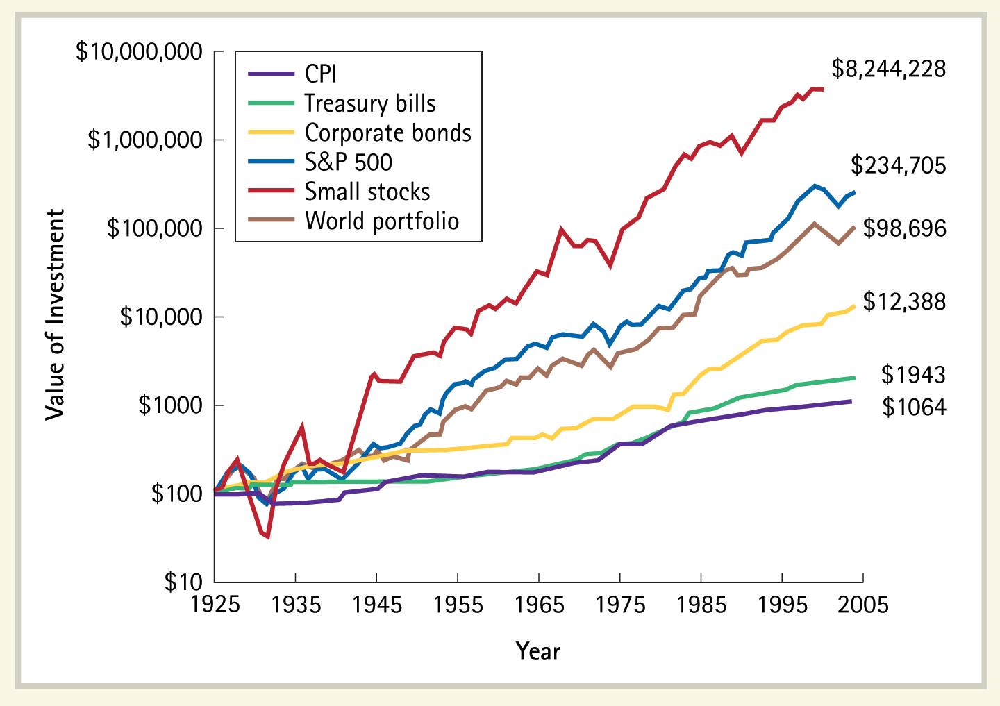 $10,000,000
$1,000,000
$100,000
$10,000
$1000
$100
$10
Value of Investment
CPI
Treasury bills
Corporate bonds
S&P 500
Small stocks
World portfolio
$8,244,228
$234,705
$98,696
$12,388
$1943
$1064
1925 1935 1945 1955 1965 1975 1985 1995 2005
Year